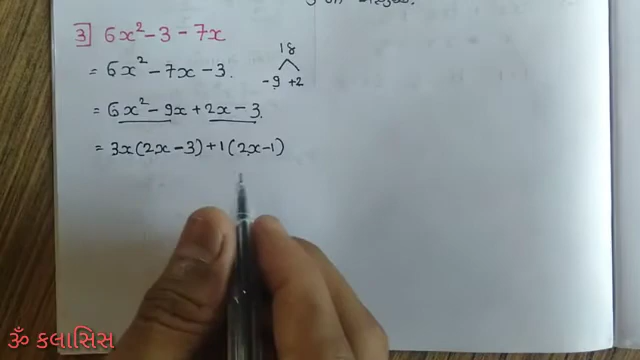 3 6x² - 3 - 7x
= 6x² - 7x - 3.
18
-9 +2
= 6x² - 9x + 2x - 3.
= 3x(2x - 3) + 1(2x - 1)
ૐ કલાસિસ